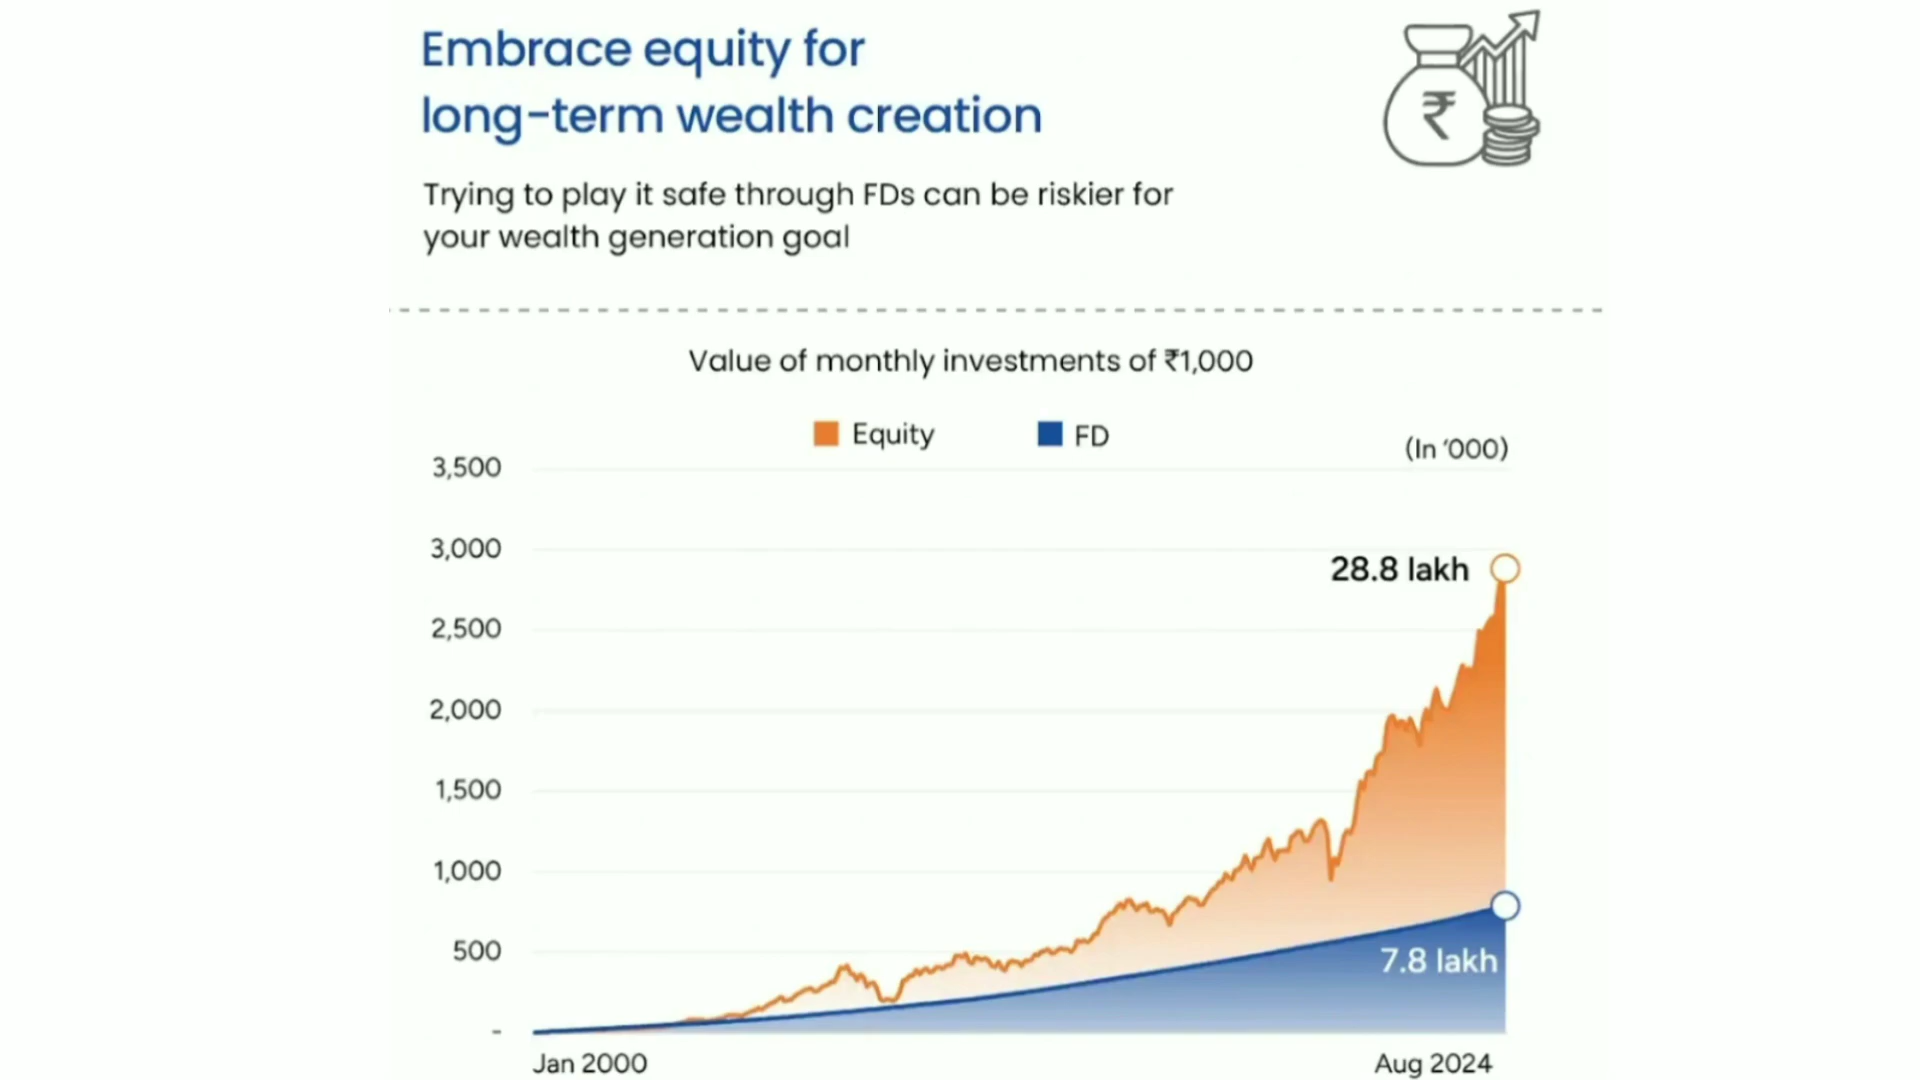 Embrace equity for
long-term wealth creation
₹
Trying to play it safe through FDs can be riskier for
your wealth generation goal
Value of monthly investments of ₹1,000
Equity
FD
(In ‘000)
3,500
3,000
28.8 lakh
2,500
2,000
1,500
1,000
500
7.8 lakh
-
Jan 2000
Aug 2024